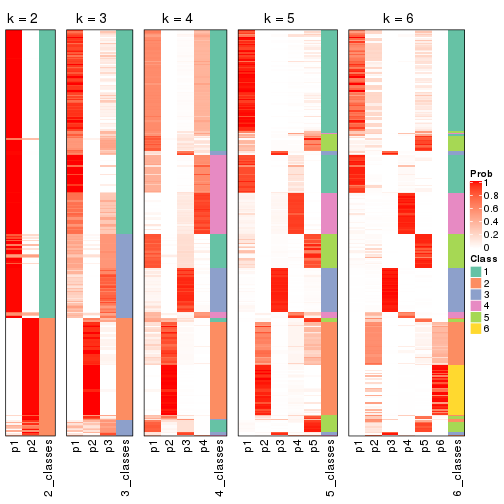 k = 2
k = 3
k = 4
k = 5
k = 6
p1
p2
2_classes
p1
p2
p3
3_classes
p1
p2
p3
p4
4_classes
p1
p2
p3
p4
p5
5_classes
p1
p2
p3
p4
p5
p6
6_classes
Prob
1
0.8
0.6
0.4
0.2
0
Class
1
2
3
4
5
6